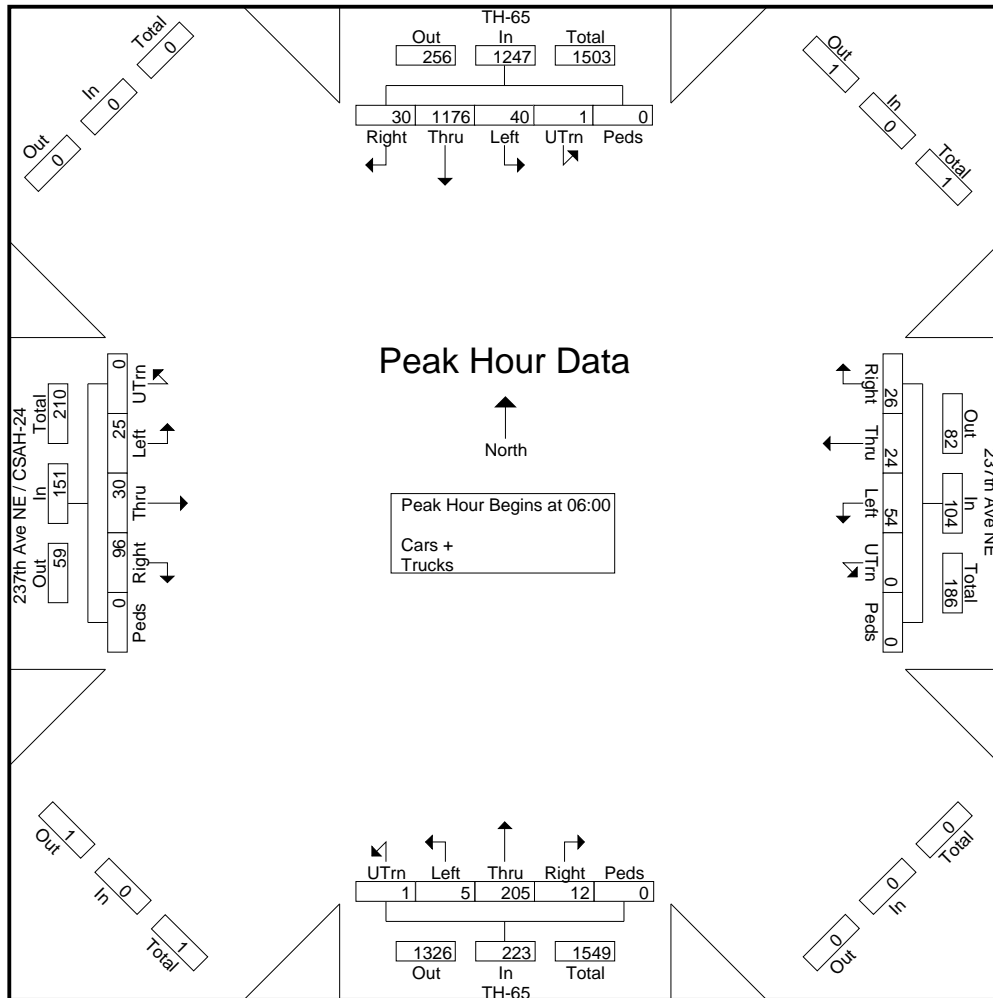 TH-65
Out In Total
256 1247 1503
30 1176 40 1 0
Right Thru Left UTrn Peds
Total 0
In 0
Out 0
Out 1
In 0
Total 1
237th Ave NE / CSAH-24
Total 210
In 151
Out 59
0 UTrn
25 Left
30 Thru
96 Right
0 Peds
Peak Hour Data
North
Peak Hour Begins at 06:00
Cars +
Trucks
Right 26
Thru 24
Left 54
UTrn 0
Peds 0
Out 82
In 104
Total 186
237th Ave NE
Out 1
In 0
Total 1
UTrn Left Thru Right Peds
1 5 205 12 0
1326 223 1549
Out In Total
TH-65
0 Total
0 In
0 Out